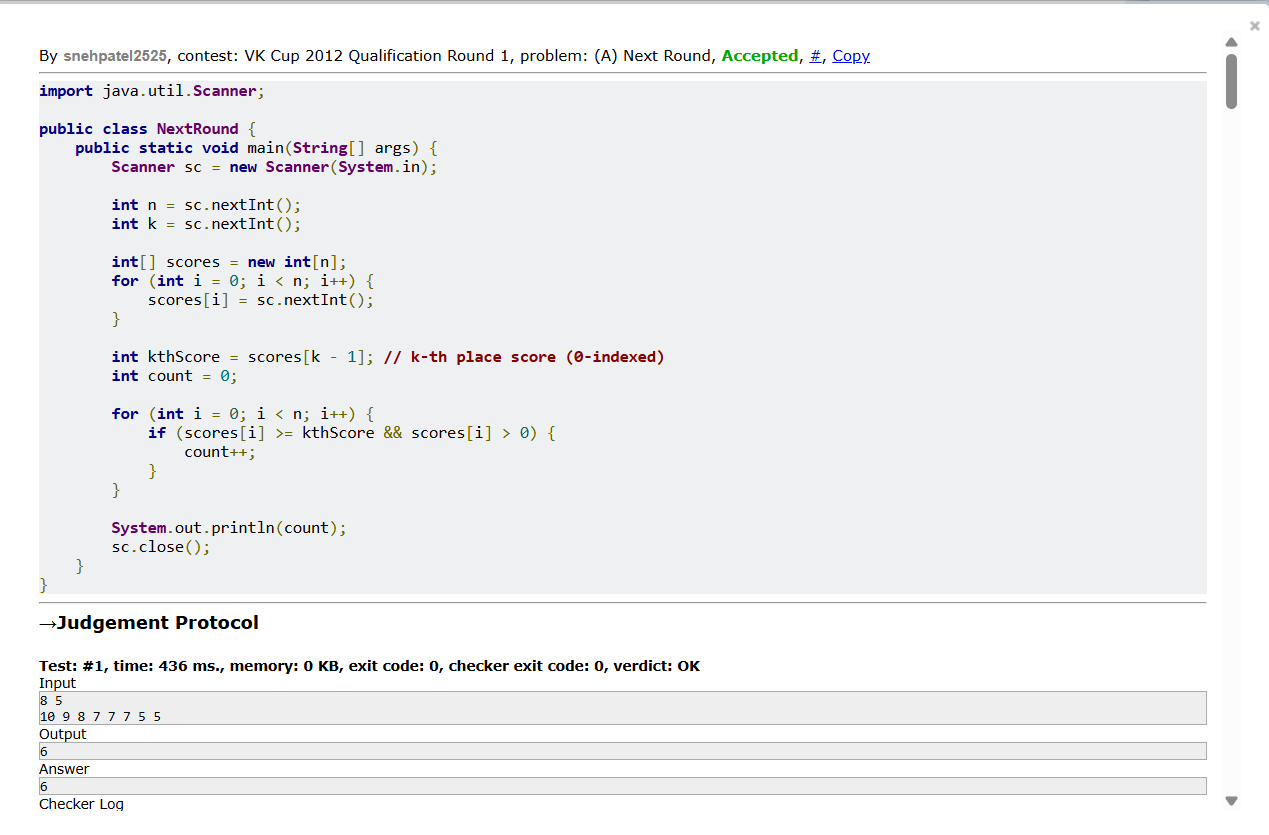 ×
By snehpatel2525, contest: VK Cup 2012 Qualification Round 1, problem: (A) Next Round, Accepted, #, Copy
import java.util.Scanner;
public class NextRound {
    public static void main(String[] args) {
        Scanner sc = new Scanner(System.in);
        int n = sc.nextInt();
        int k = sc.nextInt();
        int[] scores = new int[n];
        for (int i = 0; i < n; i++) {
            scores[i] = sc.nextInt();
        }
        int kthScore = scores[k - 1]; // k-th place score (0-indexed)
        int count = 0;
        for (int i = 0; i < n; i++) {
            if (scores[i] >= kthScore && scores[i] > 0) {
                count++;
            }
        }
        System.out.println(count);
        sc.close();
    }
}
→Judgement Protocol
Test: #1, time: 436 ms., memory: 0 KB, exit code: 0, checker exit code: 0, verdict: OK
Input
8 5
10 9 8 7 7 7 5 5
Output
6
Answer
6
Checker Log